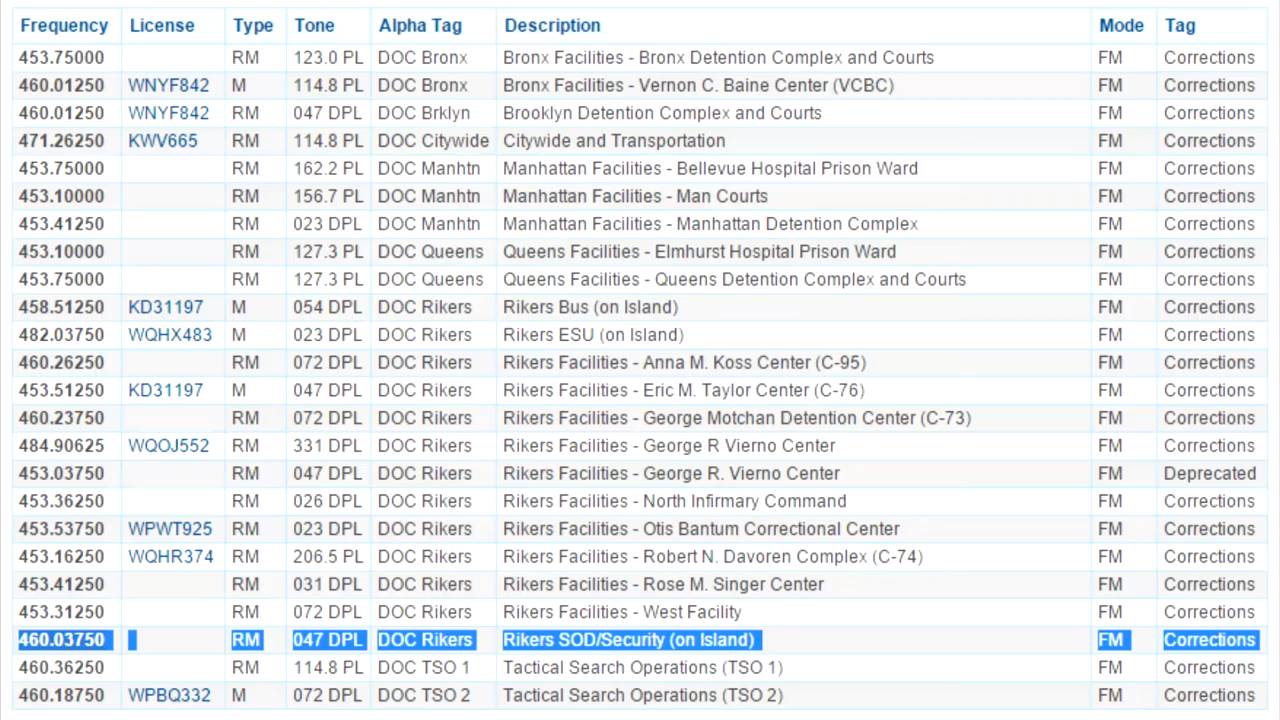 Frequency License Type Tone Alpha Tag Description Mode Tag
453.75000 RM 123.0 PL DOC Bronx Bronx Facilities - Bronx Detention Complex and Courts FM Corrections
460.01250 WNYF842 M 114.8 PL DOC Bronx Bronx Facilities - Vernon C. Baine Center (VCBC) FM Corrections
460.01250 WNYF842 RM 047 DPL DOC Brklyn Brooklyn Detention Complex and Courts FM Corrections
471.26250 KWV665 RM 114.8 PL DOC Citywide Citywide and Transportation FM Corrections
453.75000 RM 162.2 PL DOC Manhtn Manhattan Facilities - Bellevue Hospital Prison Ward FM Corrections
453.10000 RM 156.7 PL DOC Manhtn Manhattan Facilities - Man Courts FM Corrections
453.41250 RM 023 DPL DOC Manhtn Manhattan Facilities - Manhattan Detention Complex FM Corrections
453.10000 RM 127.3 PL DOC Queens Queens Facilities - Elmhurst Hospital Prison Ward FM Corrections
453.75000 RM 127.3 PL DOC Queens Queens Facilities - Queens Detention Complex and Courts FM Corrections
458.51250 KD31197 M 054 DPL DOC Rikers Rikers Bus (on Island) FM Corrections
482.03750 WQHX483 M 023 DPL DOC Rikers Rikers ESU (on Island) FM Corrections
460.26250 RM 072 DPL DOC Rikers Rikers Facilities - Anna M. Koss Center (C-95) FM Corrections
453.51250 KD31197 M 047 DPL DOC Rikers Rikers Facilities - Eric M. Taylor Center (C-76) FM Corrections
460.23750 RM 072 DPL DOC Rikers Rikers Facilities - George Motchan Detention Center (C-73) FM Corrections
484.90625 WQOJ552 RM 331 DPL DOC Rikers Rikers Facilities - George R Vierno Center FM Corrections
453.03750 RM 047 DPL DOC Rikers Rikers Facilities - George R. Vierno Center FM Deprecated
453.36250 RM 026 DPL DOC Rikers Rikers Facilities - North Infirmary Command FM Corrections
453.53750 WPWT925 RM 023 DPL DOC Rikers Rikers Facilities - Otis Bantum Correctional Center FM Corrections
453.16250 WQHR374 RM 206.5 PL DOC Rikers Rikers Facilities - Robert N. Davoren Complex (C-74) FM Corrections
453.41250 RM 031 DPL DOC Rikers Rikers Facilities - Rose M. Singer Center FM Corrections
453.31250 RM 072 DPL DOC Rikers Rikers Facilities - West Facility FM Corrections
460.03750 RM 047 DPL DOC Rikers Rikers SOD/Security (on Island) FM Corrections
460.36250 RM 114.8 PL DOC TSO 1 Tactical Search Operations (TSO 1) FM Corrections
460.18750 WPBQ332 M 072 DPL DOC TSO 2 Tactical Search Operations (TSO 2) FM Corrections